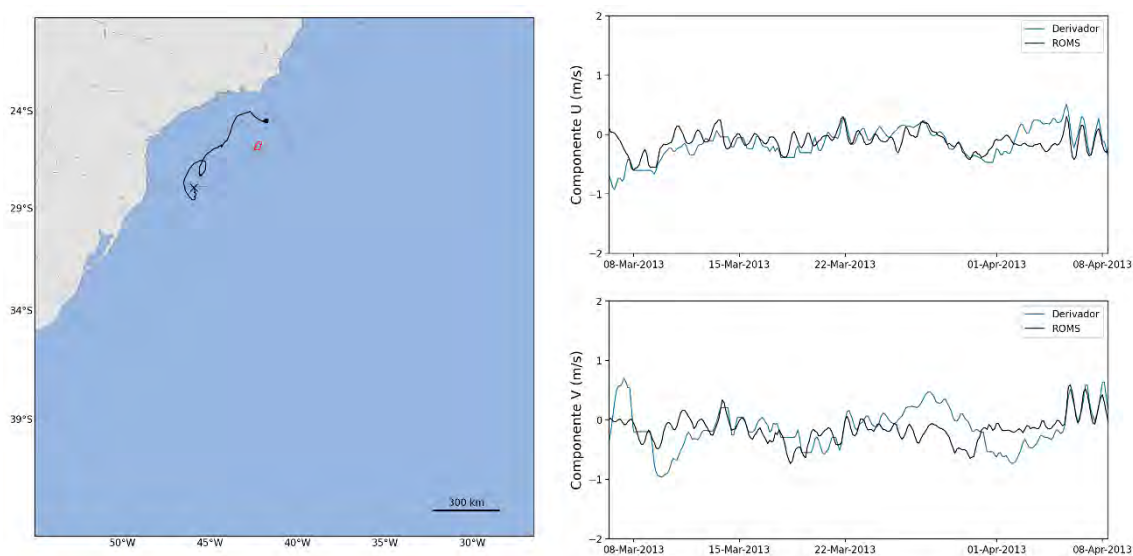 24°S
29°S
34°S
39°S
300 km
50°W
45°W
40°W
35°W
30°W
Componente U (m/s)
2
1
0
−1
−2
Derivador
ROMS
08-Mar-2013
15-Mar-2013
22-Mar-2013
01-Apr-2013
08-Apr-2013
Componente V (m/s)
2
1
0
−1
−2
Derivador
ROMS
08-Mar-2013
15-Mar-2013
22-Mar-2013
01-Apr-2013
08-Apr-2013